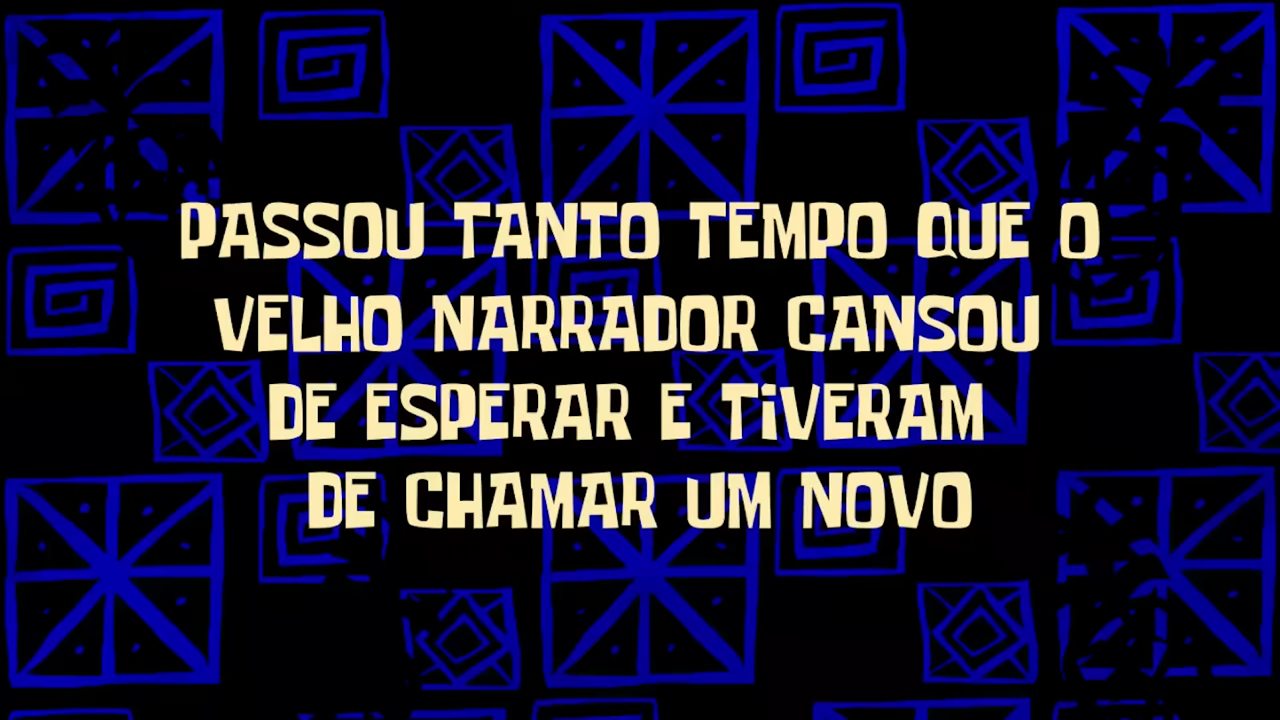 PASSOU TANTO TEMPO QUE O
VELHO NARRADOR CANSOU
DE ESPERAR E TiVERAM
DE CHAMAR UM NOVO